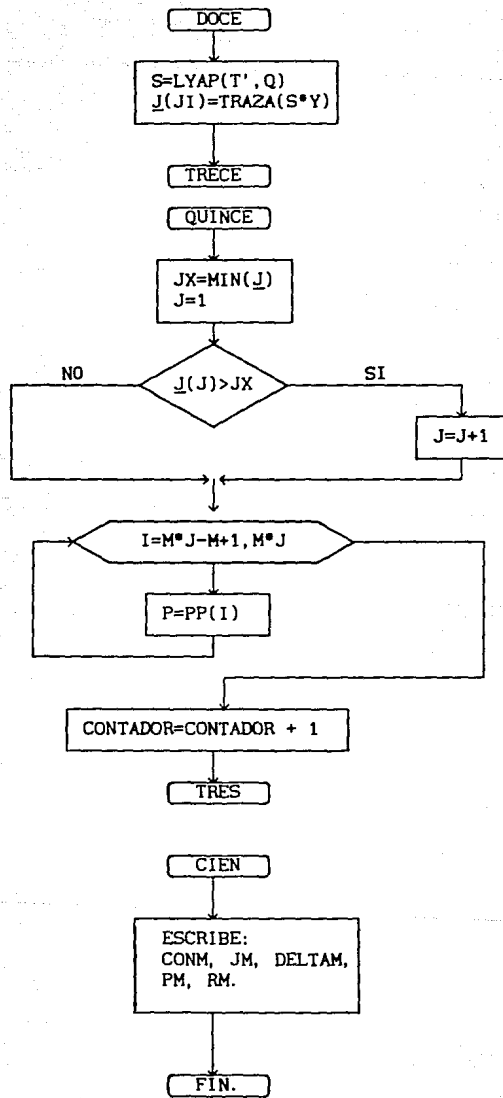 DOCE
S=LYAP(T',Q)
J(JI)=TRAZA(S*Y)
TRECE
QUINCE
JX=MIN(J)
J=1
NO
J(J)>JX
SI
J=J+1
I=M*J-M+1,M*J
P=PP(I)
CONTADOR=CONTADOR + 1
TRES
CIEN
ESCRIBE:
CONM, JM, DELTAM,
PM, RM.
FIN.